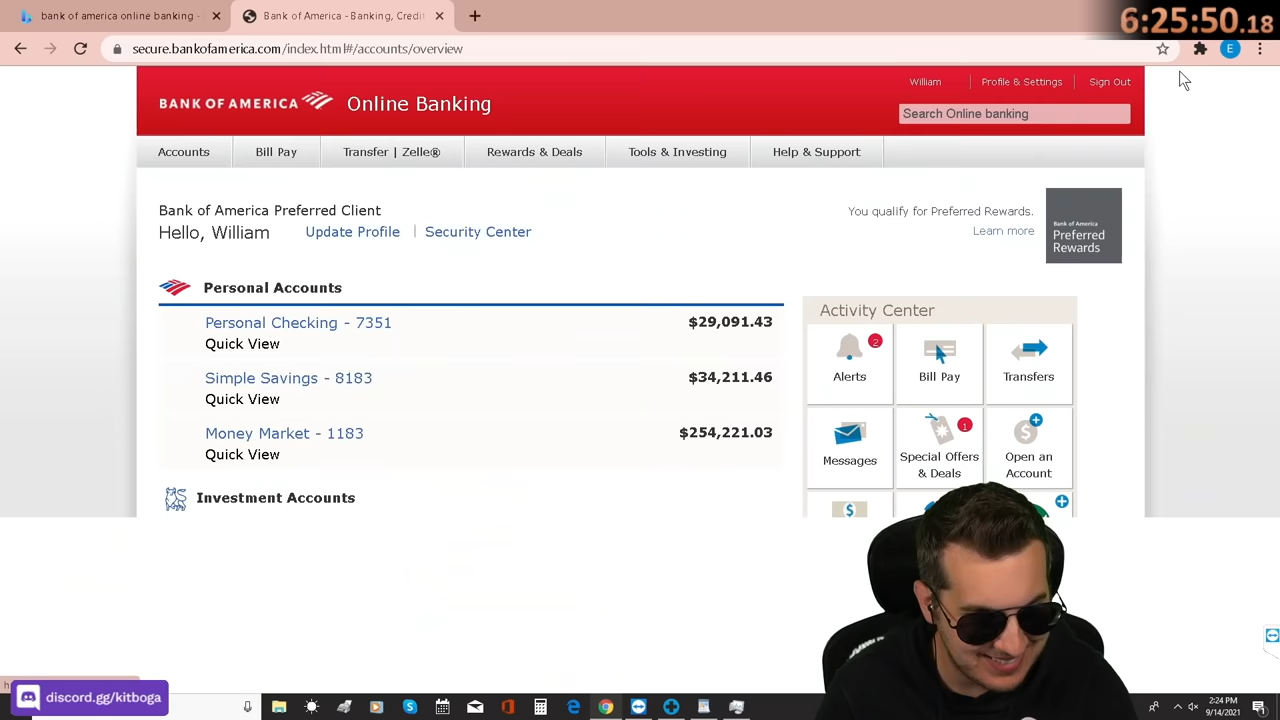 bank of america online banking
Bank of America - Banking, Credit
6:25:50.18
secure.bankofamerica.com/index.html#/accounts/overview
E
William
Profile & Settings
Sign Out
BANK OF AMERICA
Online Banking
Search Online banking
Accounts
Bill Pay
Transfer | Zelle®
Rewards & Deals
Tools & Investing
Help & Support
Bank of America Preferred Client
Hello, William
Update Profile
Security Center
You qualify for Preferred Rewards.
Learn more
Bank of America
Preferred
Rewards
Personal Accounts
Personal Checking - 7351
$29,091.43
Quick View
Simple Savings - 8183
$34,211.46
Quick View
Money Market - 1183
$254,221.03
Quick View
Investment Accounts
Activity Center
2
Alerts
Bill Pay
Transfers
Messages
1
Special Offers
& Deals
Open an
Account
discord.gg/kitboga
2:24 PM
9/14/2021
1